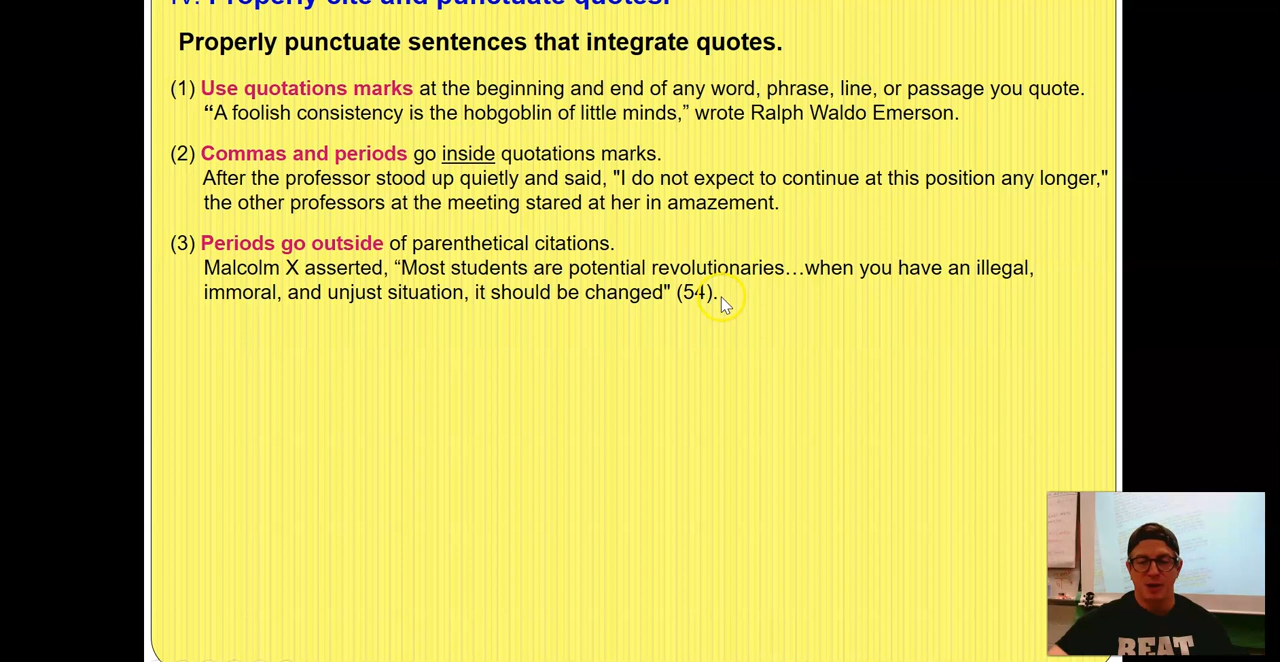 IV. Properly cite and punctuate quotes.
Properly punctuate sentences that integrate quotes.
(1) Use quotations marks at the beginning and end of any word, phrase, line, or passage you quote.
“A foolish consistency is the hobgoblin of little minds,” wrote Ralph Waldo Emerson.
(2) Commas and periods go inside quotations marks.
After the professor stood up quietly and said, "I do not expect to continue at this position any longer,"
the other professors at the meeting stared at her in amazement.
(3) Periods go outside of parenthetical citations.
Malcolm X asserted, “Most students are potential revolutionaries…when you have an illegal,
immoral, and unjust situation, it should be changed" (54).
BEAT